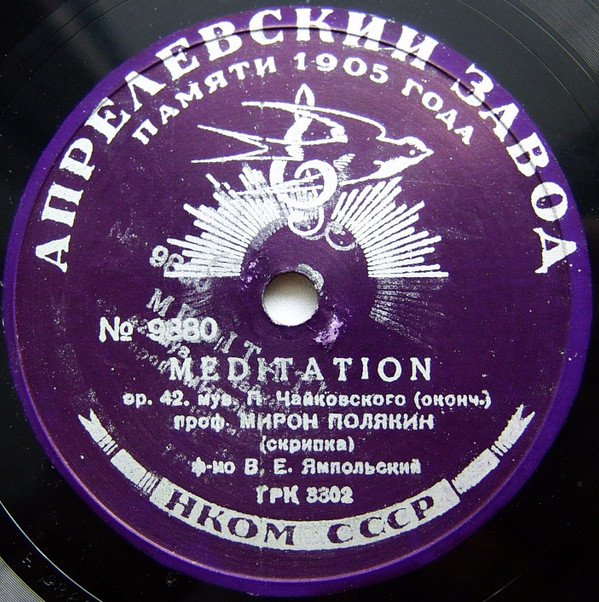 АПРЕЛЕВСКИЙ ЗАВОД
ПАМЯТИ 1905 ГОДА
№ 9880
MEDITATION
ор. 42. муз. П. Чайковского (оконч.)
проф. МИРОН ПОЛЯКИН
(скрипка)
ф-но В. Е. Ямпольский
ГРК 3302
НКОМ СССР